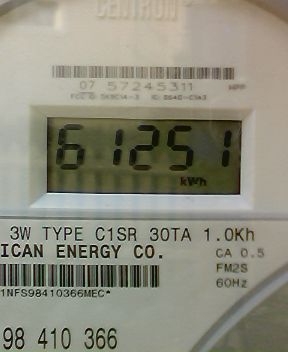 CENTRON
07 57245311
61251
kWh
3W TYPE C1SR 30TA 1.0Kh
ICAN ENERGY CO.
CA 0.5
FM2S
60Hz
1NFS98410366MEC*
98 410 366